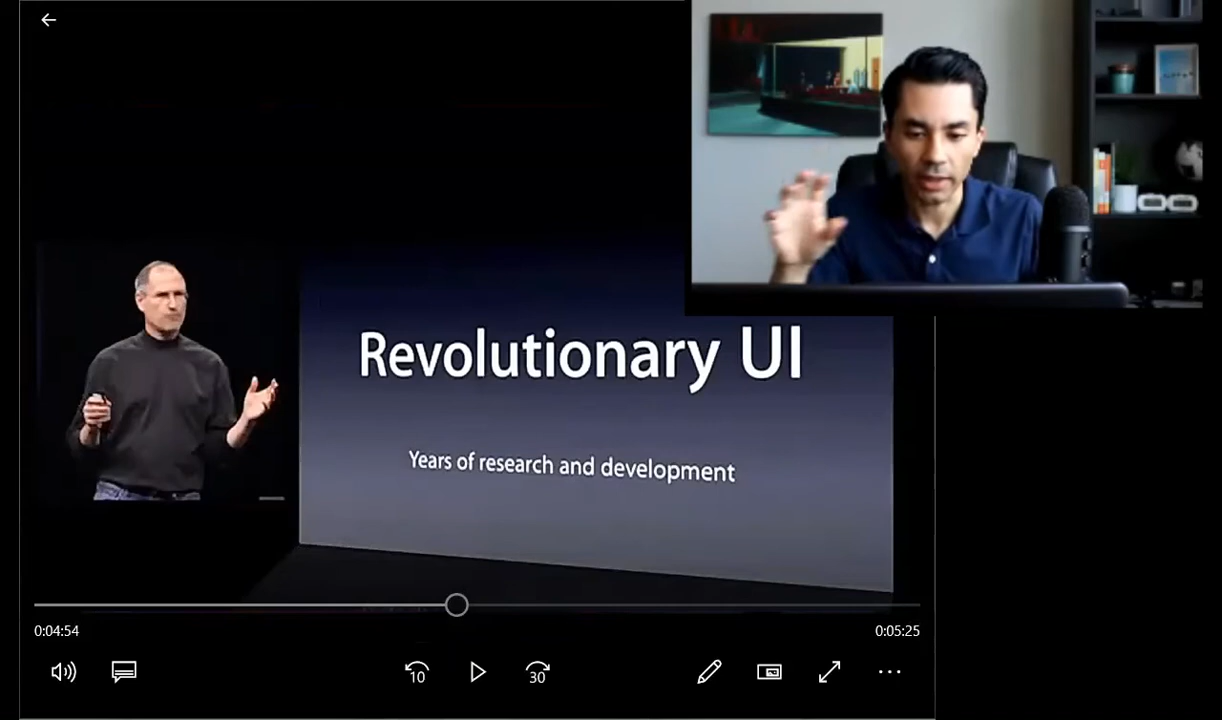 Revolutionary UI
Years of research and development
0:04:54
0:05:25
10
30